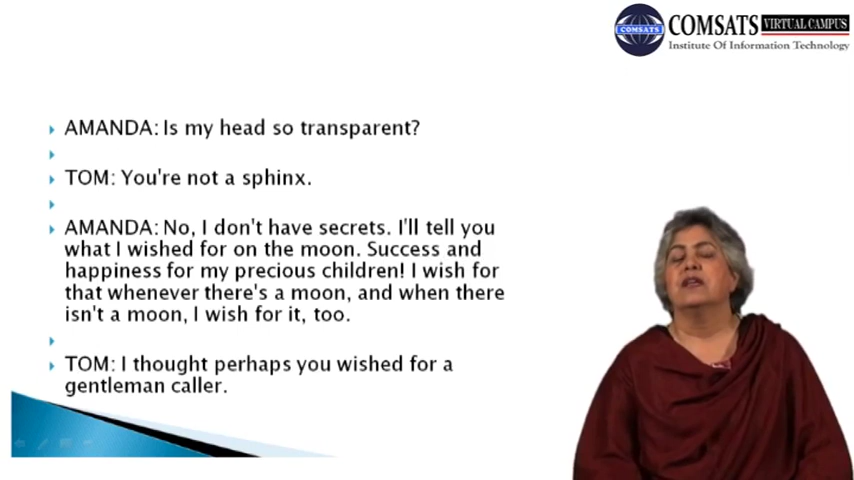 COMSATS VIRTUAL CAMPUS
COMSATS
Institute Of Information Technology
AMANDA: Is my head so transparent?
TOM: You're not a sphinx.
AMANDA: No, I don't have secrets. I'll tell you
what I wished for on the moon. Success and
happiness for my precious children! I wish for
that whenever there's a moon, and when there
isn't a moon, I wish for it, too.
TOM: I thought perhaps you wished for a
gentleman caller.